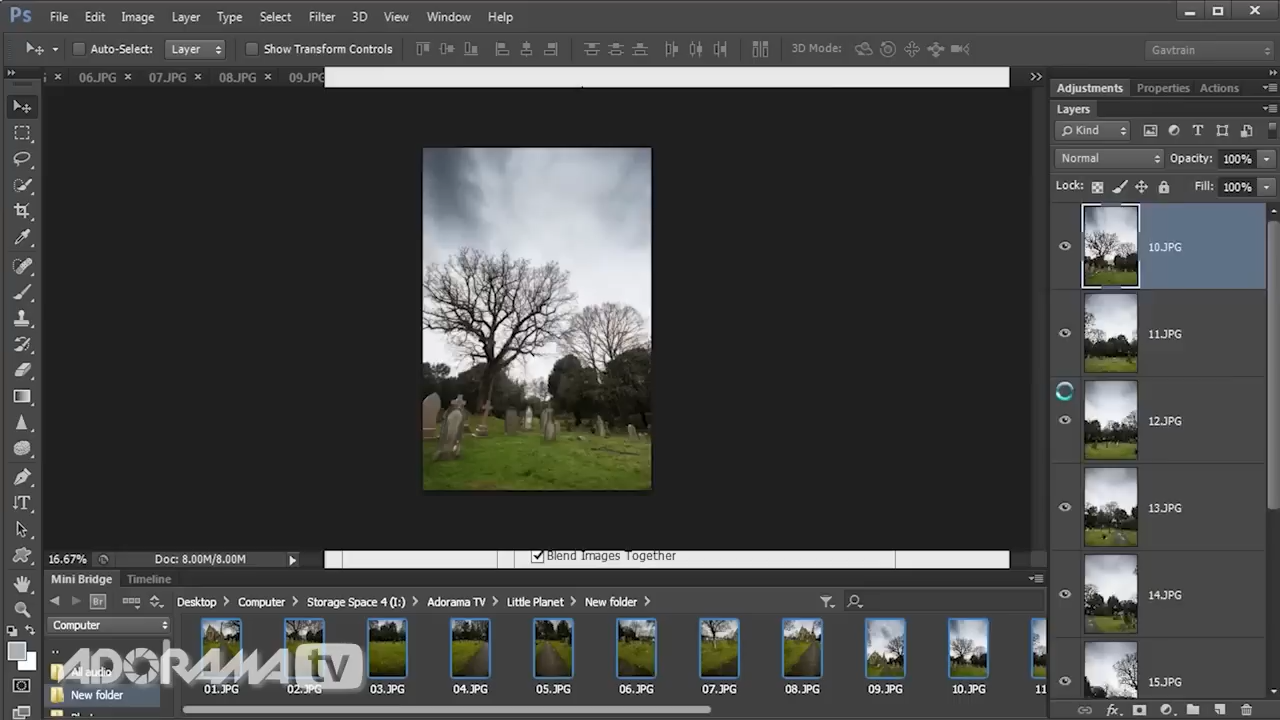 Ps File Edit Image Layer Type Select Filter 3D View Window Help
Auto-Select: Layer Show Transform Controls 3D Mode: Gavtrain
06.JPG × 07.JPG × 08.JPG × 09.JPG
Adjustments Properties Actions
Layers
Kind
Normal Opacity: 100%
Lock: Fill: 100%
10.JPG
11.JPG
12.JPG
13.JPG
14.JPG
15.JPG
Blend Images Together
16.67% Doc: 8.00M/8.00M
Mini Bridge Timeline
Br Desktop Computer Storage Space 4 (I:) Adorama TV Little Planet New folder
Computer
..
All audio
New folder
ADORAMA tv
01.JPG 02.JPG 03.JPG 04.JPG 05.JPG 06.JPG 07.JPG 08.JPG 09.JPG 10.JPG 11